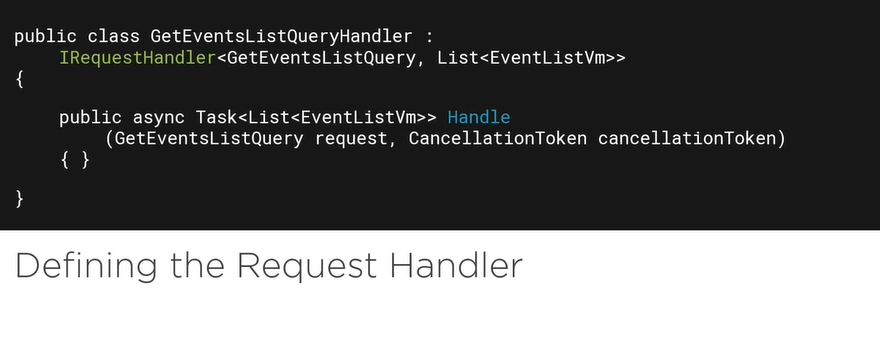 public class GetEventsListQueryHandler :
IRequestHandler<GetEventsListQuery, List<EventListVm>>
{
public async Task<List<EventListVm>> Handle
(GetEventsListQuery request, CancellationToken cancellationToken)
{ }
}
Defining the Request Handler